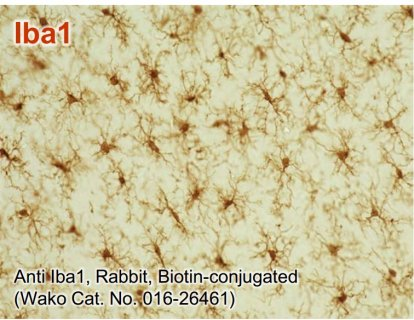 Iba1
Anti Iba1, Rabbit, Biotin-conjugated
(Wako Cat. No. 016-26461)